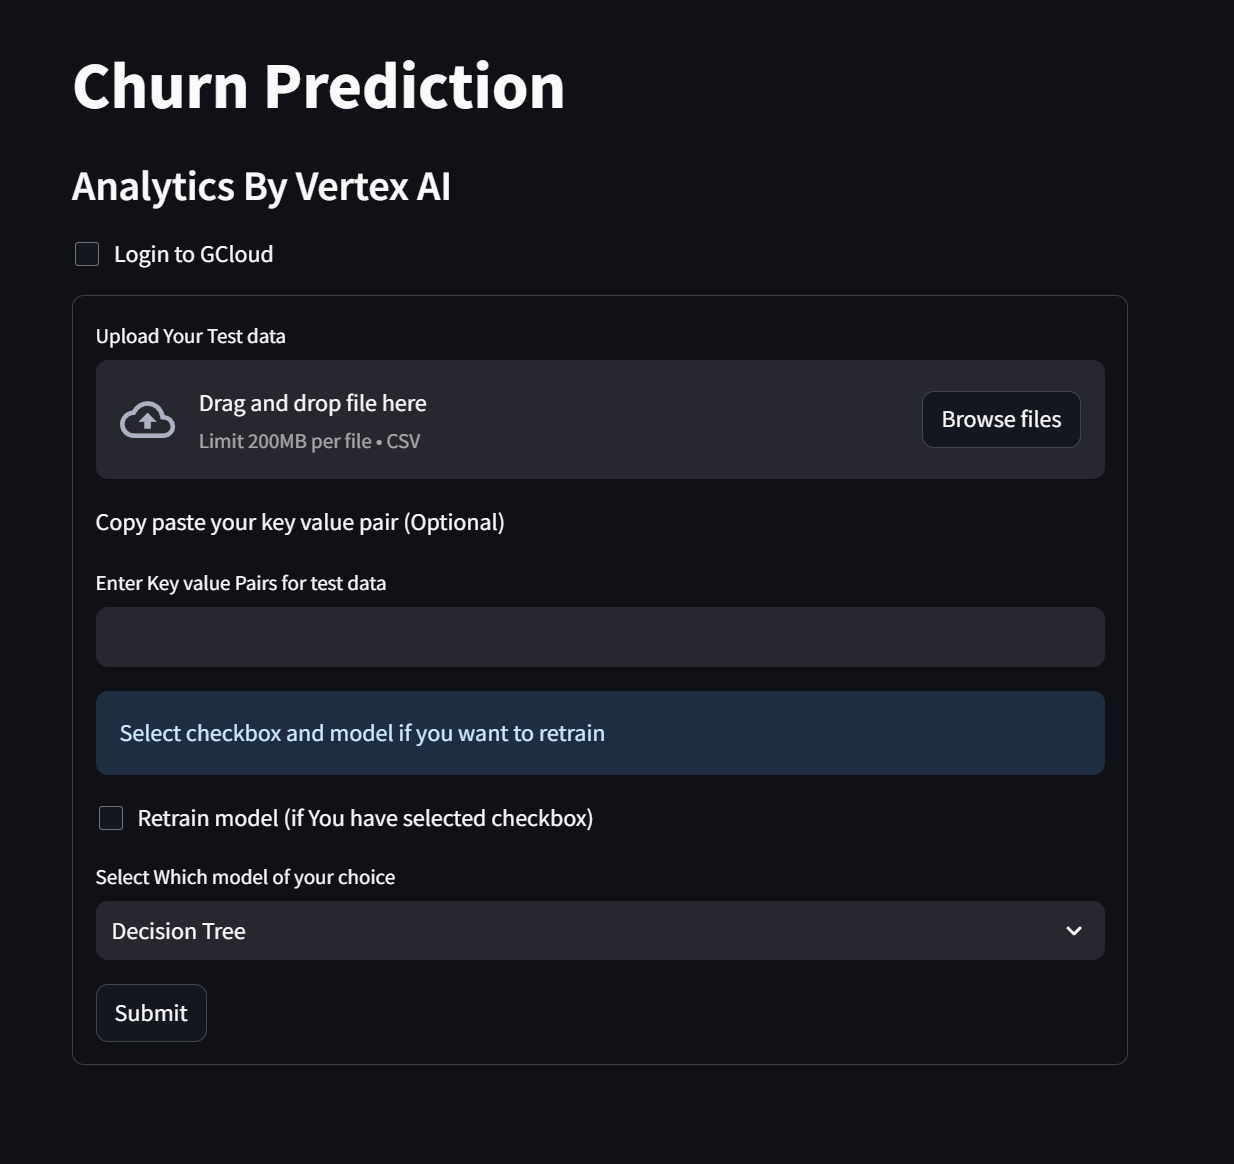 Churn Prediction
Analytics By Vertex AI
Login to GCloud
Upload Your Test data
Drag and drop file here
Limit 200MB per file • CSV
Browse files
Copy paste your key value pair (Optional)
Enter Key value Pairs for test data
Select checkbox and model if you want to retrain
Retrain model (if You have selected checkbox)
Select Which model of your choice
Decision Tree
Submit